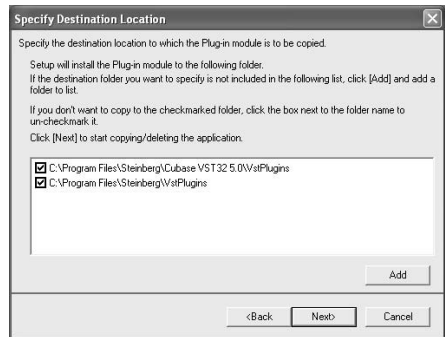 Specify Destination Location
Specify the destination location to which the Plug-in module is to be copied.
Setup will install the Plug-in module to the following folder.
If the destination folder you want to specify is not included in the following list, click [Add] and add a
folder to list.
If you don't want to copy to the checkmarked folder, click the box next to the folder name to
un-checkmark it.
Click [Next] to start copying/deleting the application.
C:\Program Files\Steinberg\Cubase VST32 5.0\VstPlugins
C:\Program Files\Steinberg\VstPlugins
Add
<Back Next> Cancel